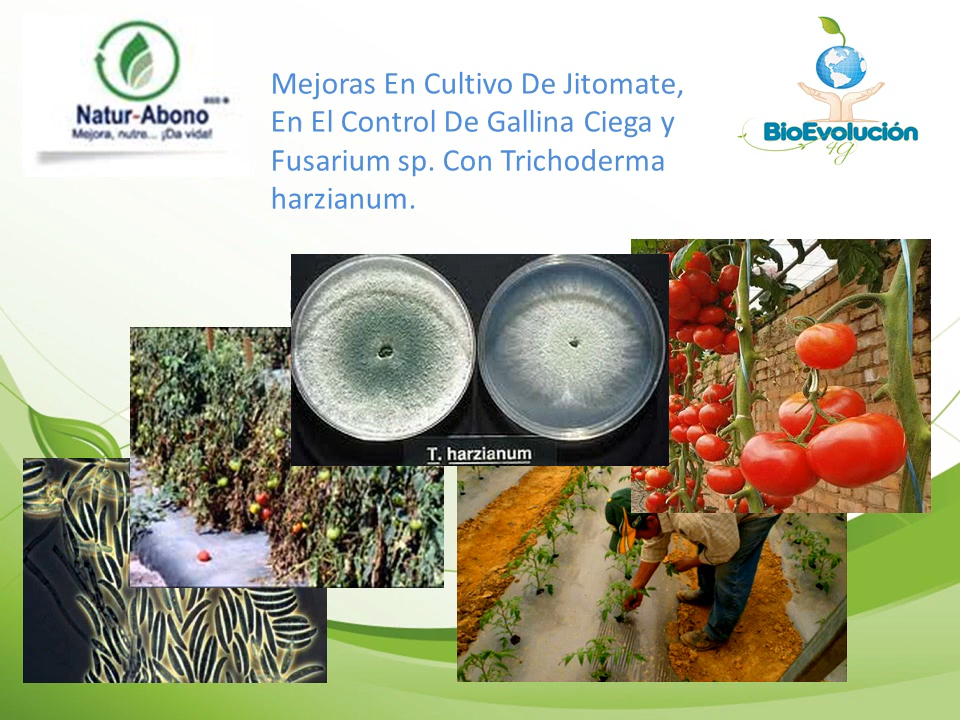 Natur-Abono
Mejora, nutre... ¡Da vida!
Mejoras En Cultivo De Jitomate,
En El Control De Gallina Ciega y
Fusarium sp. Con Trichoderma
harzianum.
BioEvolución
4g
T. harzianum